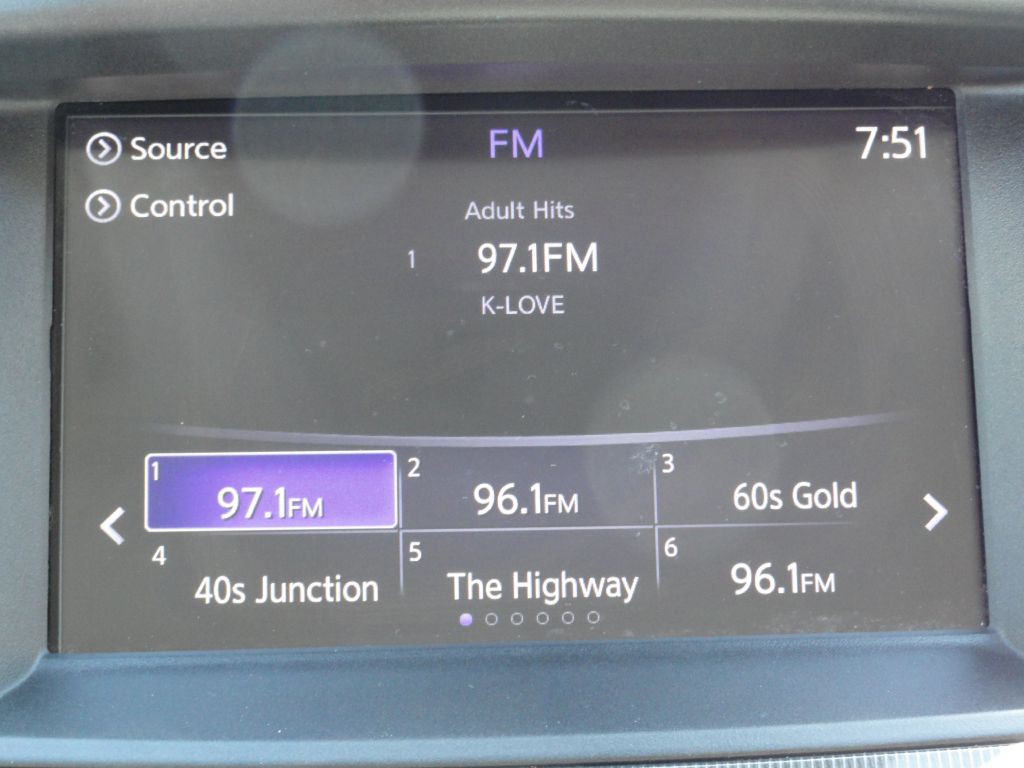 Source
FM
7:51
Control
Adult Hits
1 97.1FM
K-LOVE
1 97.1FM
2 96.1FM
3 60s Gold
4 40s Junction
5 The Highway
6 96.1FM